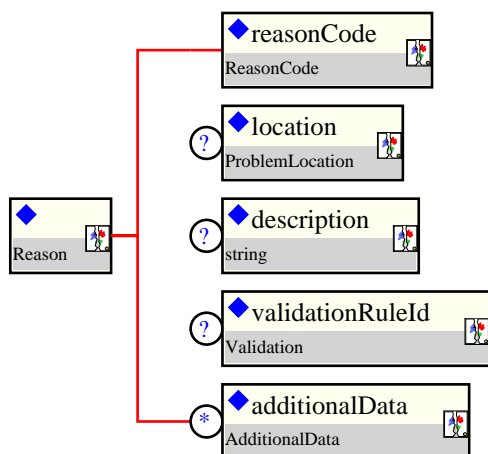 reasonCode
ReasonCode
?
location
ProblemLocation
Reason
?
description
string
?
validationRuleId
Validation
*
additionalData
AdditionalData